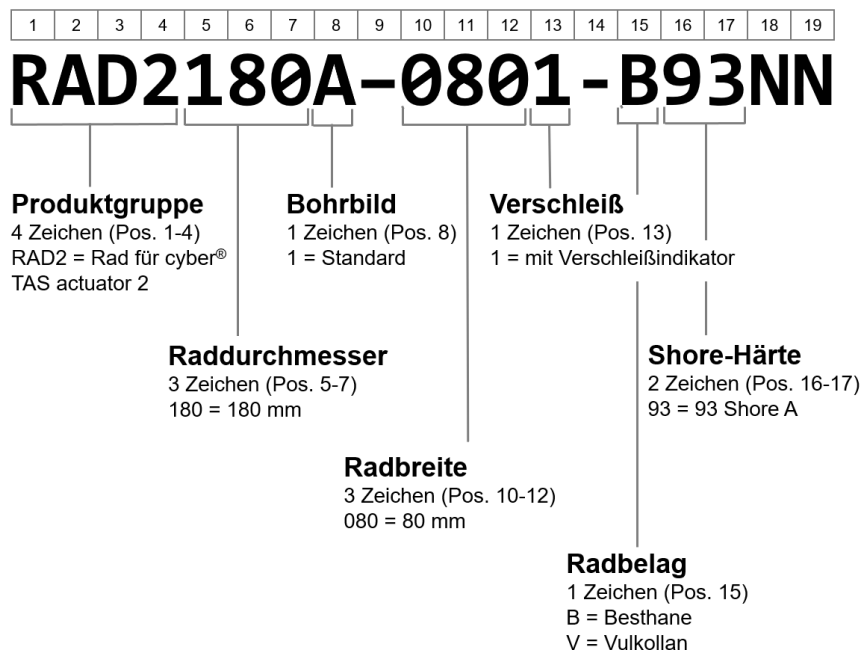 1 2 3 4 5 6 7 8 9 10 11 12 13 14 15 16 17 18 19
RAD2180A-0801-B93NN
Produktgruppe
4 Zeichen (Pos. 1-4)
RAD2 = Rad für cyber®
TAS actuator 2
Bohrbild
1 Zeichen (Pos. 8)
1 = Standard
Verschleiß
1 Zeichen (Pos. 13)
1 = mit Verschleißindikator
Raddurchmesser
3 Zeichen (Pos. 5-7)
180 = 180 mm
Shore-Härte
2 Zeichen (Pos. 16-17)
93 = 93 Shore A
Radbreite
3 Zeichen (Pos. 10-12)
080 = 80 mm
Radbelag
1 Zeichen (Pos. 15)
B = Besthane
V = Vulkollan